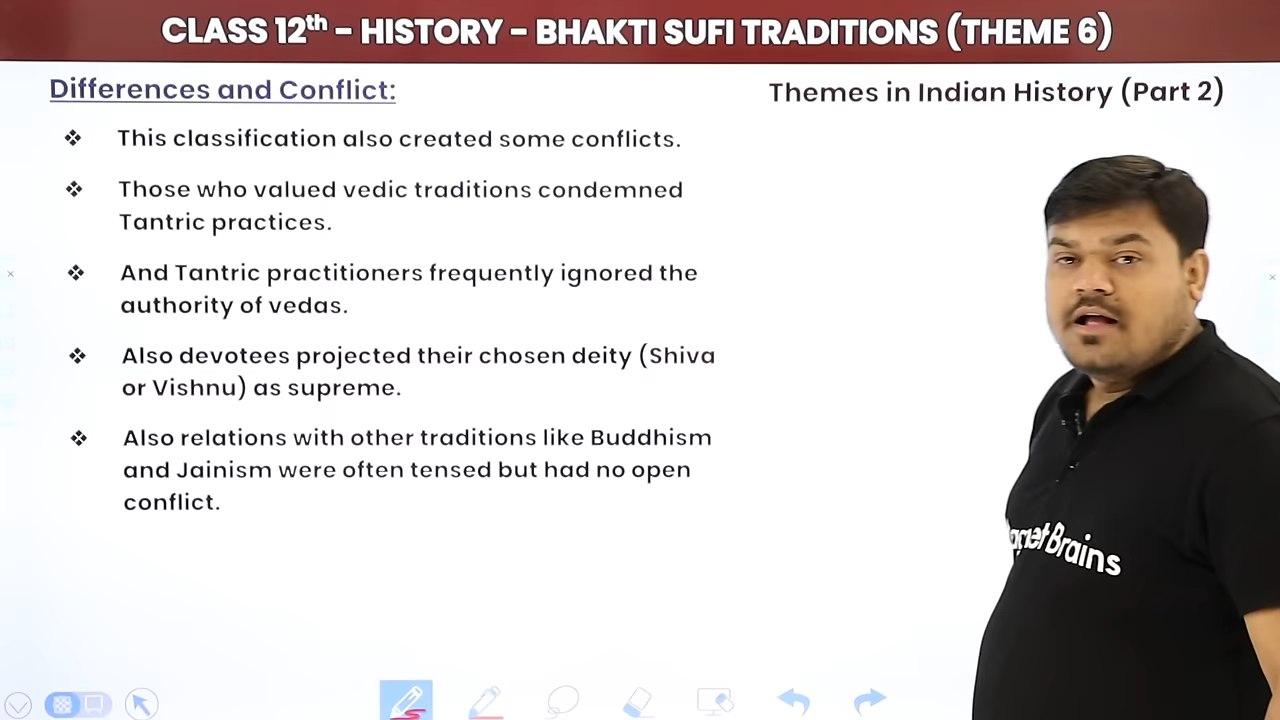 CLASS 12th – HISTORY – BHAKTI SUFI TRADITIONS (THEME 6)
Differences and Conflict:
Themes in Indian History (Part 2)
❖ This classification also created some conflicts.
❖ Those who valued vedic traditions condemned
Tantric practices.
❖ And Tantric practitioners frequently ignored the
authority of vedas.
❖ Also devotees projected their chosen deity (Shiva
or Vishnu) as supreme.
❖ Also relations with other traditions like Buddhism
and Jainism were often tensed but had no open
conflict.
Brains